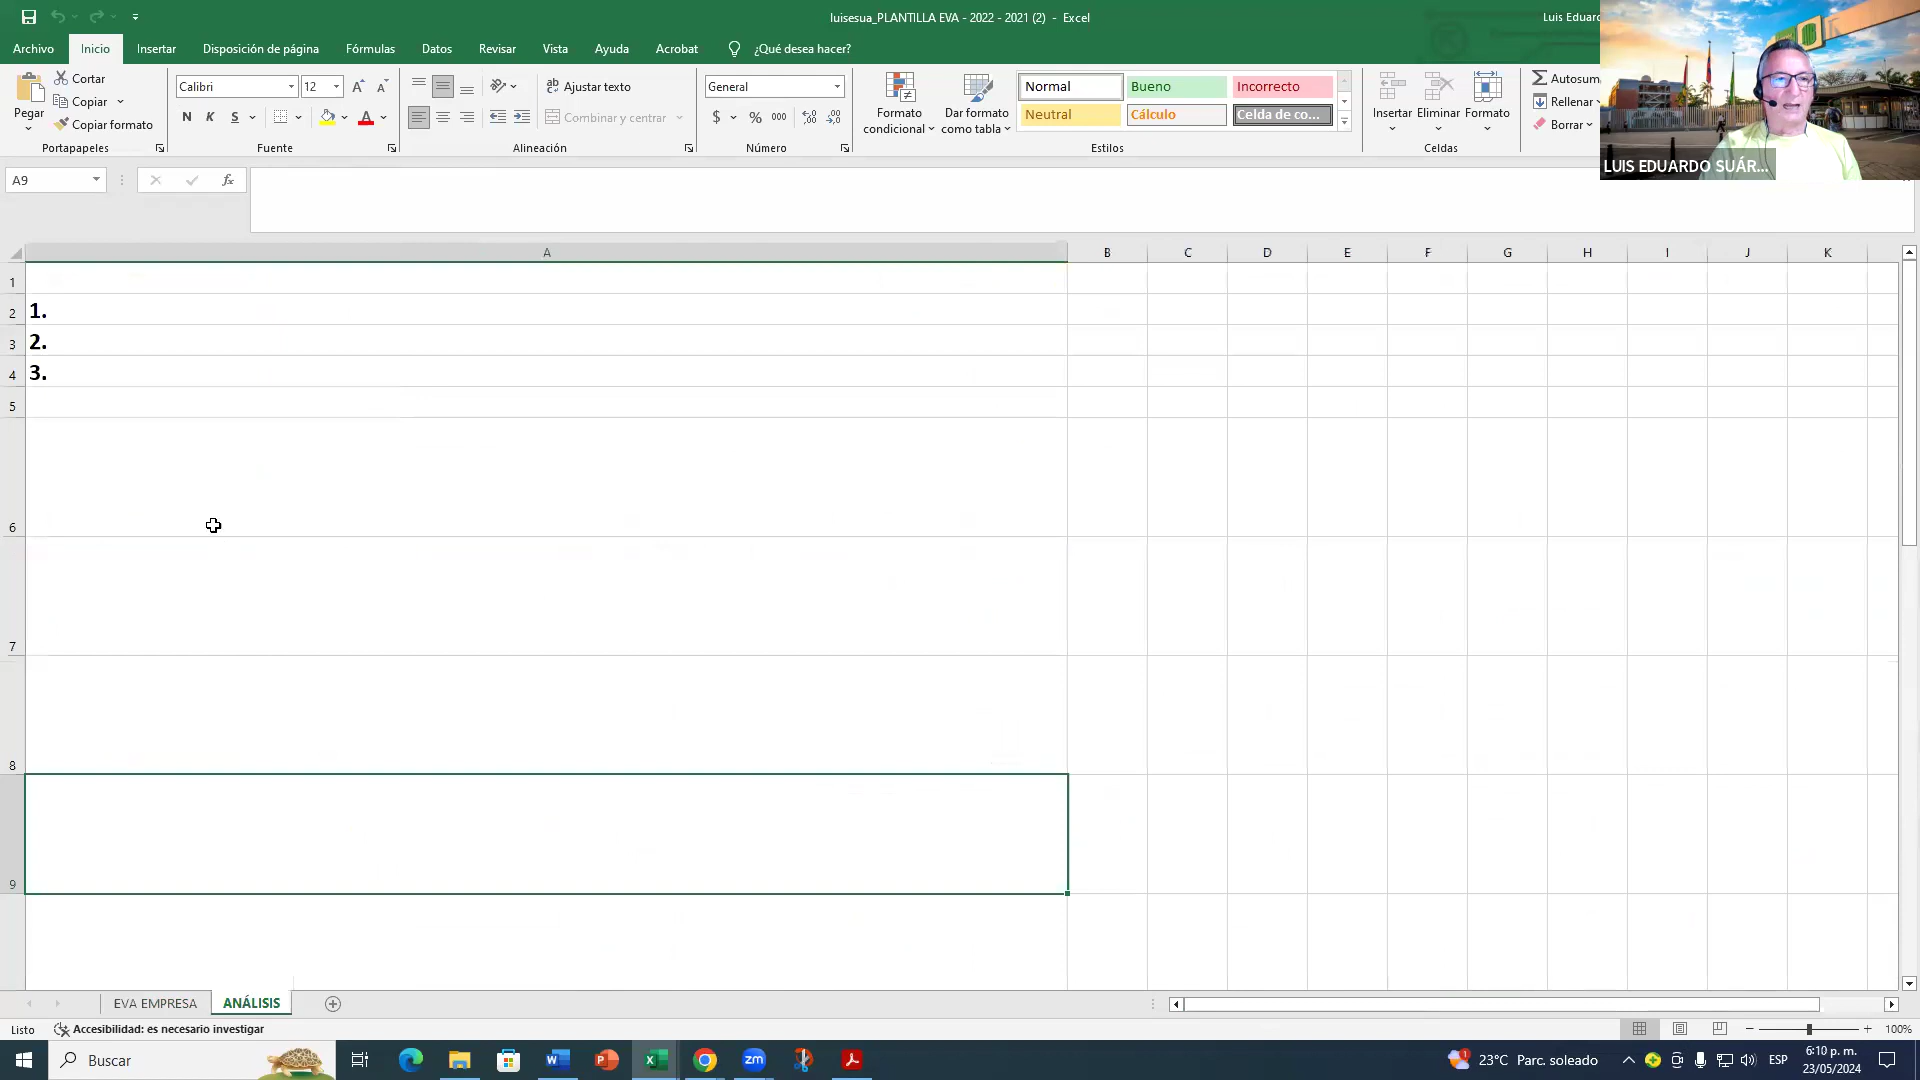 luisesua_PLANTILLA EVA - 2022 - 2021 (2) - Excel
Luis Eduar
Archivo Inicio Insertar Disposición de página Fórmulas Datos Revisar Vista Ayuda Acrobat ¿Qué desea hacer?
Pegar
Cortar
Copiar
Copiar formato
Portapapeles
Calibri 12
N K S
Fuente
Ajustar texto
Combinar y centrar
Alineación
General
$ % 000
Número
Formato condicional
Dar formato como tabla
Normal Bueno Incorrecto
Neutral Cálculo Celda de co...
Estilos
Insertar Eliminar Formato
Celdas
Autosum
Rellenar
Borrar
LUIS EDUARDO SUÁR...
A9
fx
A B C D E F G H I J K
1
2 1.
3 2.
4 3.
5
6
7
8
9
EVA EMPRESA ANÁLISIS
Listo Accesibilidad: es necesario investigar
100%
Buscar
23°C Parc. soleado
ESP
6:10 p. m.
23/05/2024